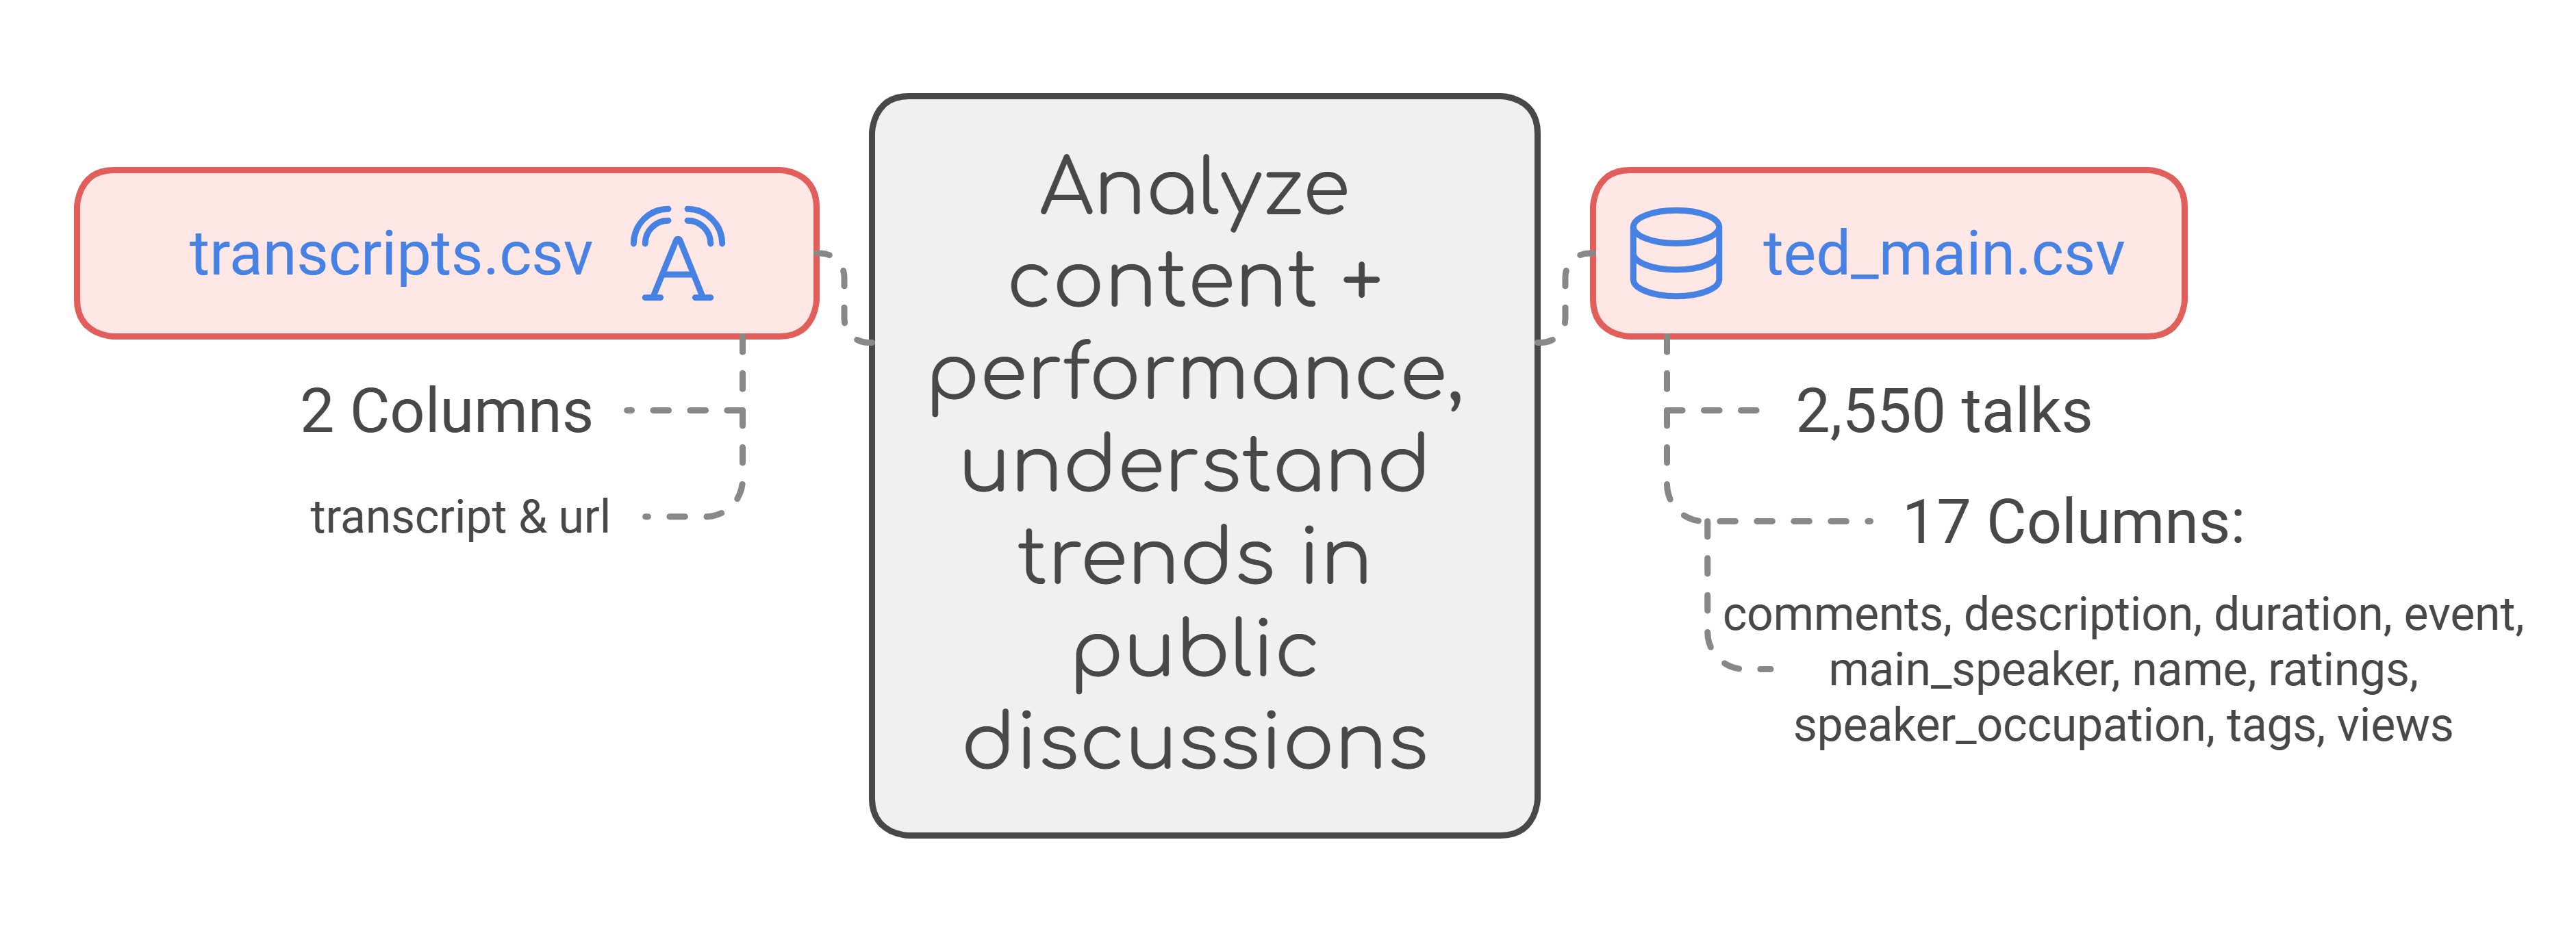 transcripts.csv
2 Columns
transcript & url
Analyze
content +
performance,
understand
trends in
public
discussions
ted_main.csv
2,550 talks
17 Columns:
comments, description, duration, event,
main_speaker, name, ratings,
speaker_occupation, tags, views